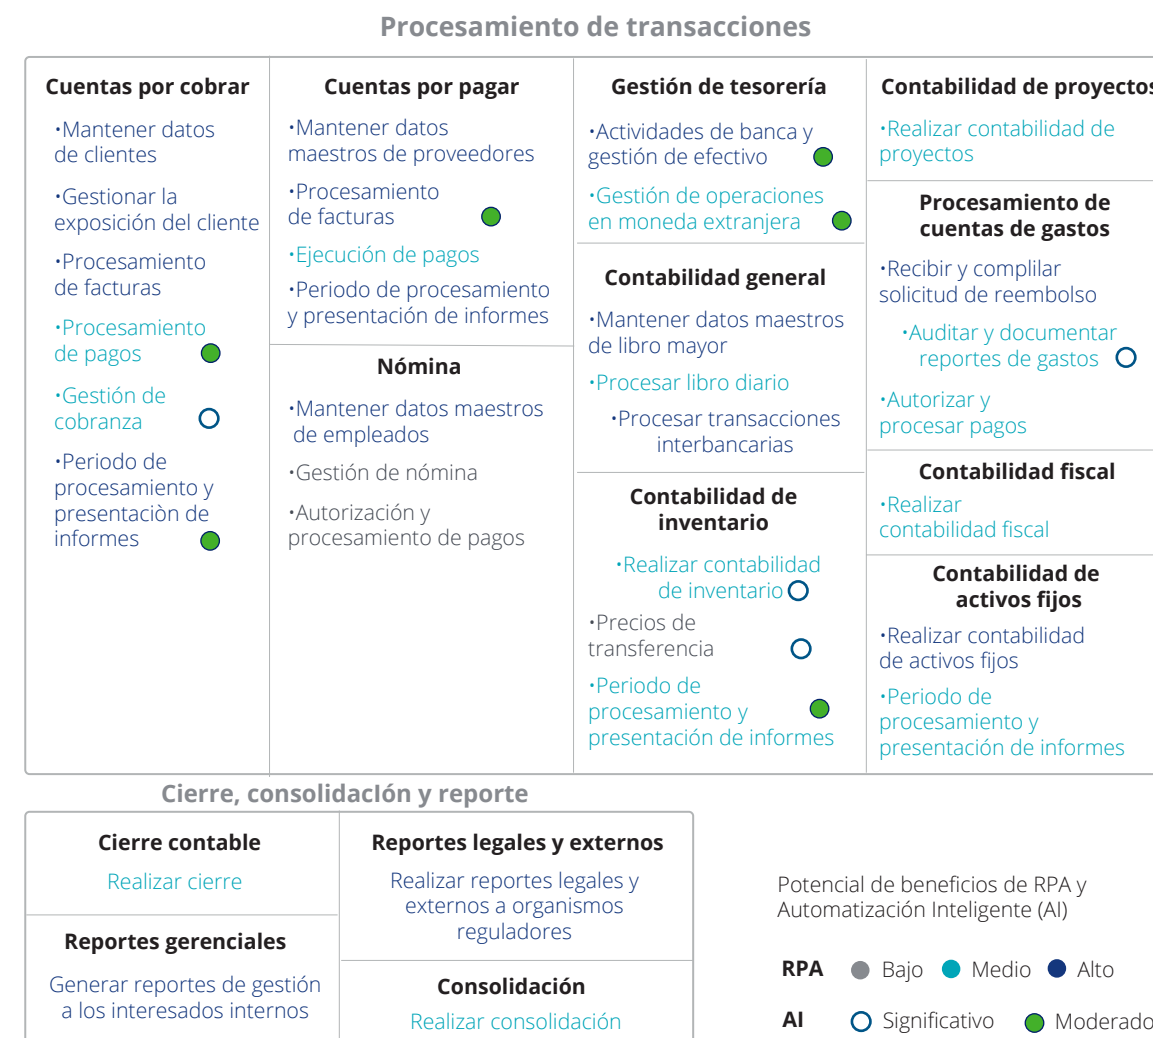 Procesamiento de transacciones
Cuentas por cobrar
·Mantener datos
de clientes
·Gestionar la
exposición del cliente
·Procesamiento
de facturas
·Procesamiento
de pagos
·Gestión de
cobranza
·Periodo de
procesamiento y
presentaciòn de
informes
Cuentas por pagar
·Mantener datos
maestros de proveedores
·Procesamiento
de facturas
·Ejecución de pagos
·Periodo de procesamiento
y presentación de informes
Nómina
·Mantener datos maestros
de empleados
·Gestión de nómina
·Autorización y
procesamiento de pagos
Gestión de tesorería
·Actividades de banca y
gestión de efectivo
·Gestión de operaciones
en moneda extranjera
Contabilidad general
·Mantener datos maestros
de libro mayor
·Procesar libro diario
·Procesar transacciones
interbancarias
Contabilidad de
inventario
·Realizar contabilidad
de inventario
·Precios de
transferencia
·Periodo de
procesamiento y
presentación de informes
Contabilidad de proyectos
·Realizar contabilidad de
proyectos
Procesamiento de
cuentas de gastos
·Recibir y complilar
solicitud de reembolso
·Auditar y documentar
reportes de gastos
·Autorizar y
procesar pagos
Contabilidad fiscal
·Realizar
contabilidad fiscal
Contabilidad de
activos fijos
·Realizar contabilidad
de activos fijos
·Periodo de
procesamiento y
presentación de informes
Cierre, consolidacIón y reporte
Cierre contable
Realizar cierre
Reportes gerenciales
Generar reportes de gestión
a los interesados internos
Reportes legales y externos
Realizar reportes legales y
externos a organismos
reguladores
Consolidación
Realizar consolidación
Potencial de beneficios de RPA y
Automatización Inteligente (AI)
RPA Bajo Medio Alto
AI Significativo Moderado